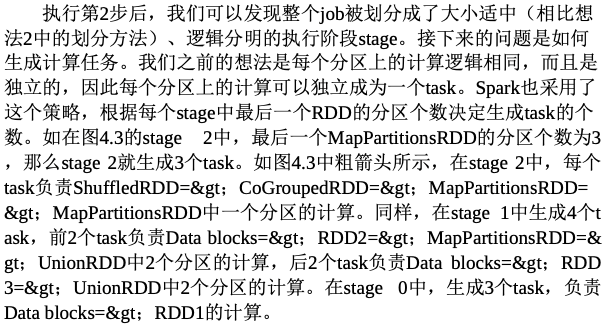 执行第2步后，我们可以发现整个job被划分成了大小适中（相比想
法2中的划分方法）、逻辑分明的执行阶段stage。接下来的问题是如何
生成计算任务。我们之前的想法是每个分区上的计算逻辑相同，而且是
独立的，因此每个分区上的计算可以独立成为一个task。Spark也采用了
这个策略，根据每个stage中最后一个RDD的分区个数决定生成task的个
数。如在图4.3的stage 2中，最后一个MapPartitionsRDD的分区个数为3
，那么stage 2就生成3个task。如图4.3中粗箭头所示，在stage 2中，每个
task负责ShuffledRDD=&gt；CoGroupedRDD=&gt；MapPartitionsRDD=
&gt；MapPartitionsRDD中一个分区的计算。同样，在stage 1中生成4个t
ask，前2个task负责Data blocks=&gt；RDD2=&gt；MapPartitionsRDD=&
gt；UnionRDD中2个分区的计算，后2个task负责Data blocks=&gt；RDD
3=&gt；UnionRDD中2个分区的计算。在stage 0中，生成3个task，负责
Data blocks=&gt；RDD1的计算。